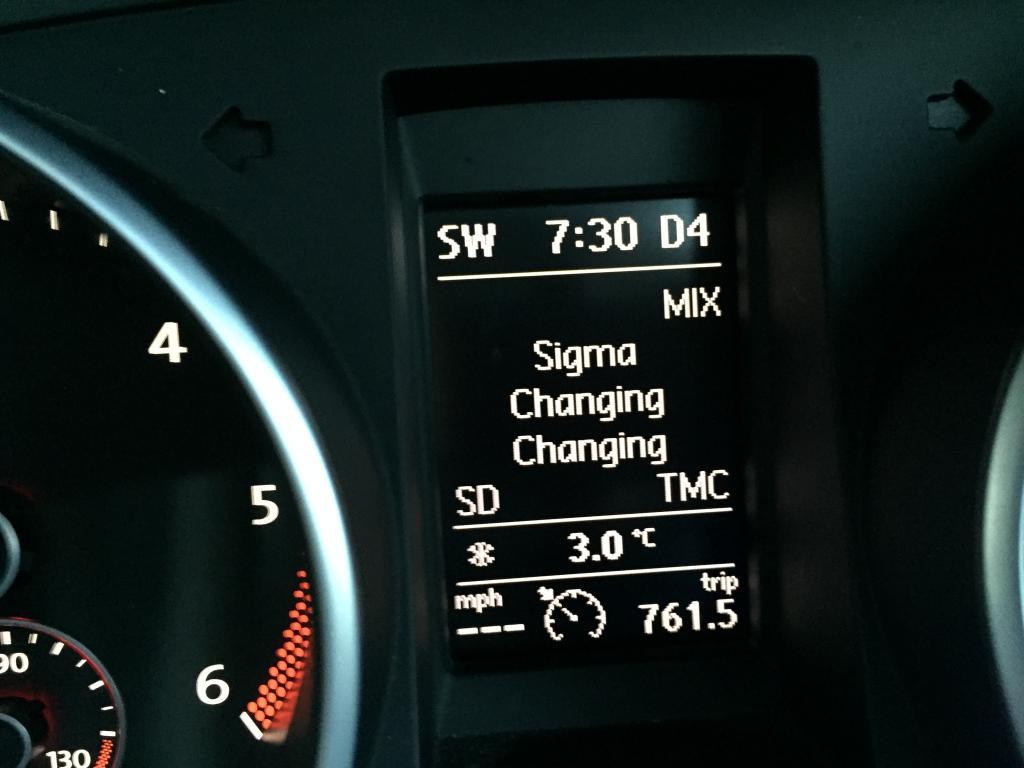 SW 7:30 D4
MIX
Sigma
Changing
Changing
SD TMC
3.0 °C
mph trip
--- 761.5
4
5
6
90
130